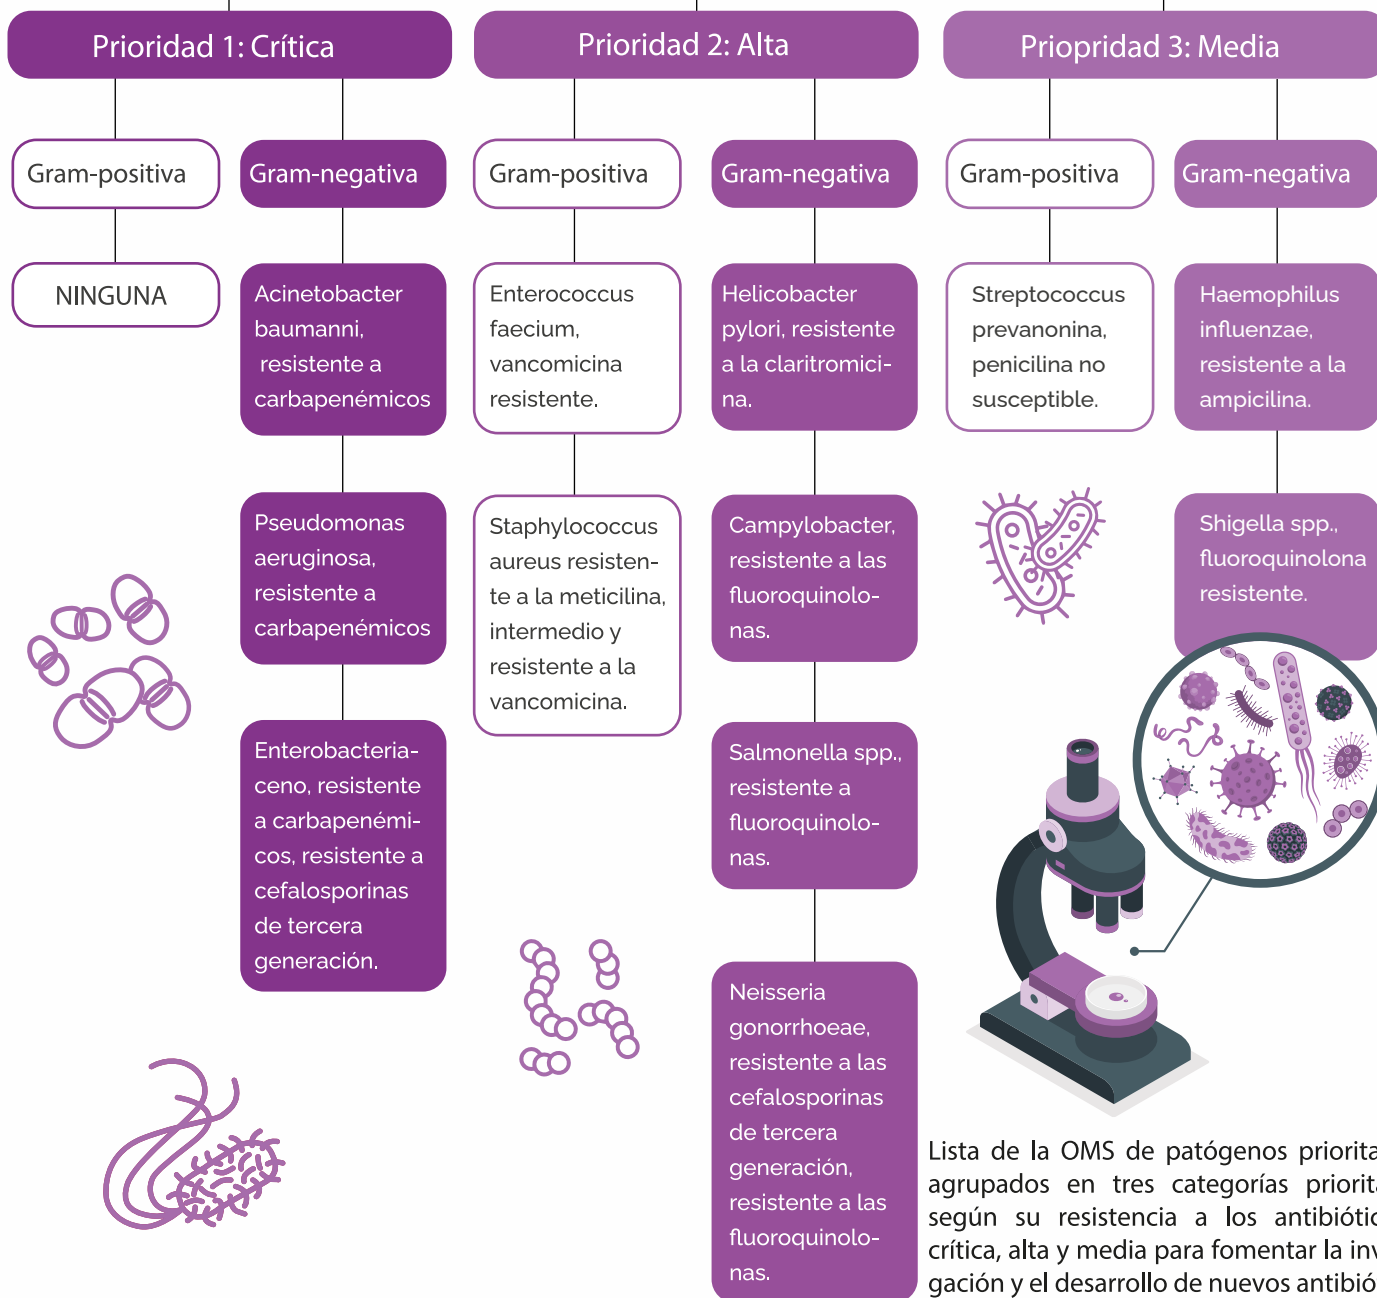 Prioridad 1: Crítica
Gram-positiva
NINGUNA
Gram-negativa
Acinetobacter
baumanni,
resistente a
carbapenémicos
Pseudomonas
aeruginosa,
resistente a
carbapenémicos
Enterobacteria-
ceno, resistente
a carbapenémi-
cos, resistente a
cefalosporinas
de tercera
generación.
Prioridad 2: Alta
Gram-positiva
Enterococcus
faecium,
vancomicina
resistente.
Staphylococcus
aureus resisten-
te a la meticilina,
intermedio y
resistente a la
vancomicina.
Gram-negativa
Helicobacter
pylori, resistente
a la claritromici-
na.
Campylobacter,
resistente a las
fluoroquinolo-
nas.
Salmonella spp.,
resistente a
fluoroquinolo-
nas.
Neisseria
gonorrhoeae,
resistente a las
cefalosporinas
de tercera
generación,
resistente a las
fluoroquinolo-
nas.
Priopridad 3: Media
Gram-positiva
Streptococcus
prevanonina,
penicilina no
susceptible.
Gram-negativa
Haemophilus
influenzae,
resistente a la
ampicilina.
Shigella spp.,
fluoroquinolona
resistente.
Lista de la OMS de patógenos priorita
agrupados en tres categorías priorita
según su resistencia a los antibiótic
crítica, alta y media para fomentar la inv
gación y el desarrollo de nuevos antibió